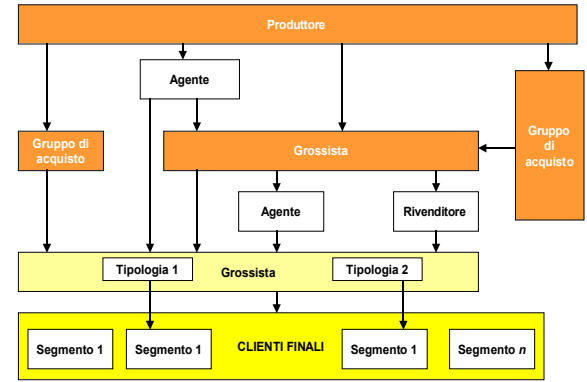 Produttore
Agente
Gruppo di
acquisto
Grossista
Gruppo
di
acquisto
Agente
Rivenditore
Tipologia 1
Grossista
Tipologia 2
CLIENTI FINALI
Segmento 1
Segmento 1
Segmento 1
Segmento n